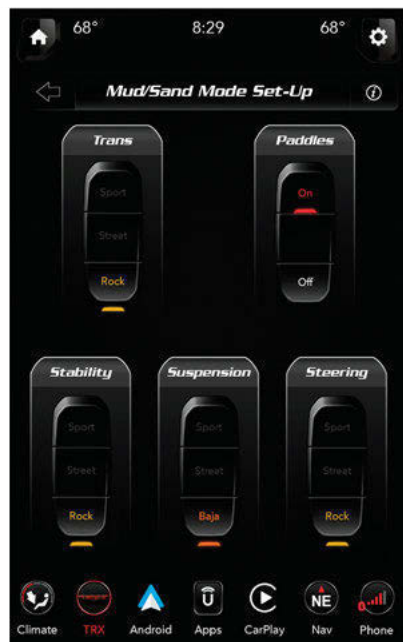 68° 8:29 68°
Mud/Sand Mode Set-Up i
Trans
Sport
Street
Rock
Paddles
On
Off
Stability
Sport
Street
Rock
Suspension
Sport
Street
Baja
Steering
Sport
Street
Rock
NE
Climate TRX Android Apps CarPlay Nav Phone